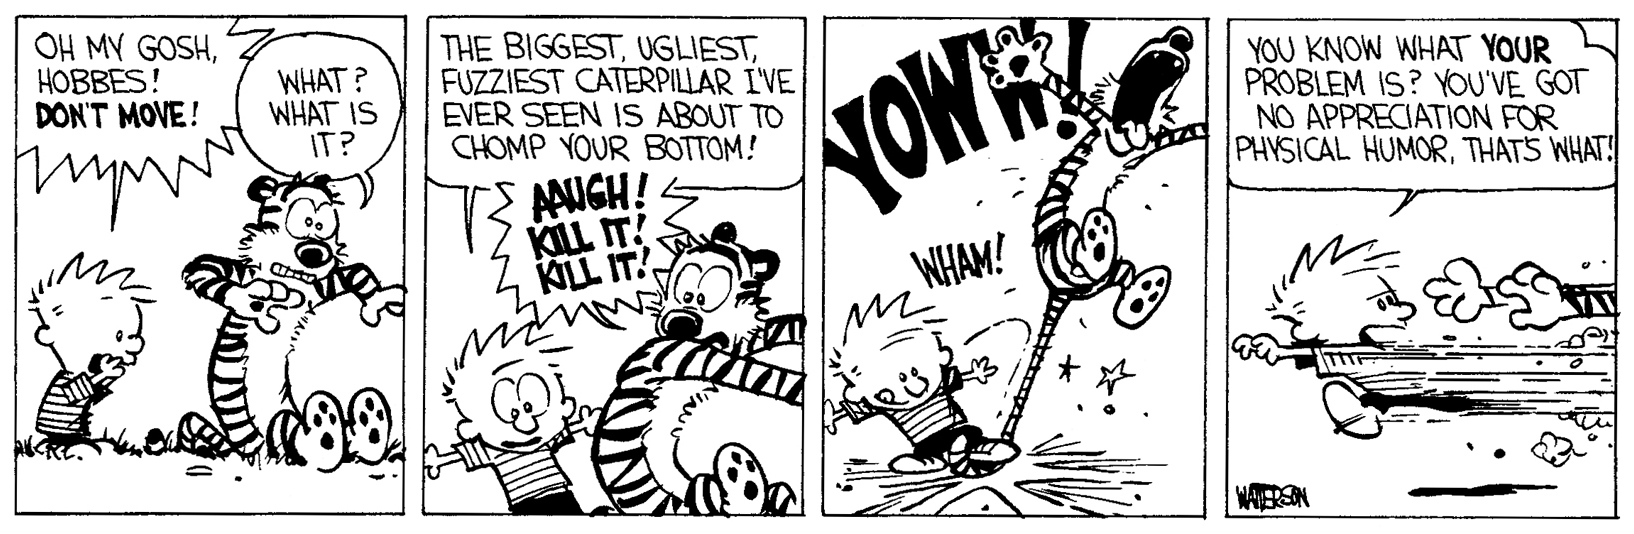 OH MY GOSH,
HOBBES!
DON'T MOVE!
WHAT?
WHAT IS
IT?
THE BIGGEST, UGLIEST,
FUZZIEST CATERPILLAR I'VE
EVER SEEN IS ABOUT TO
CHOMP YOUR BOTTOM!
AAUGH!
KILL IT!
KILL IT!
YOWW!
WHAM!
YOU KNOW WHAT YOUR
PROBLEM IS? YOU'VE GOT
NO APPRECIATION FOR
PHYSICAL HUMOR, THAT'S WHAT!
WATTERSON